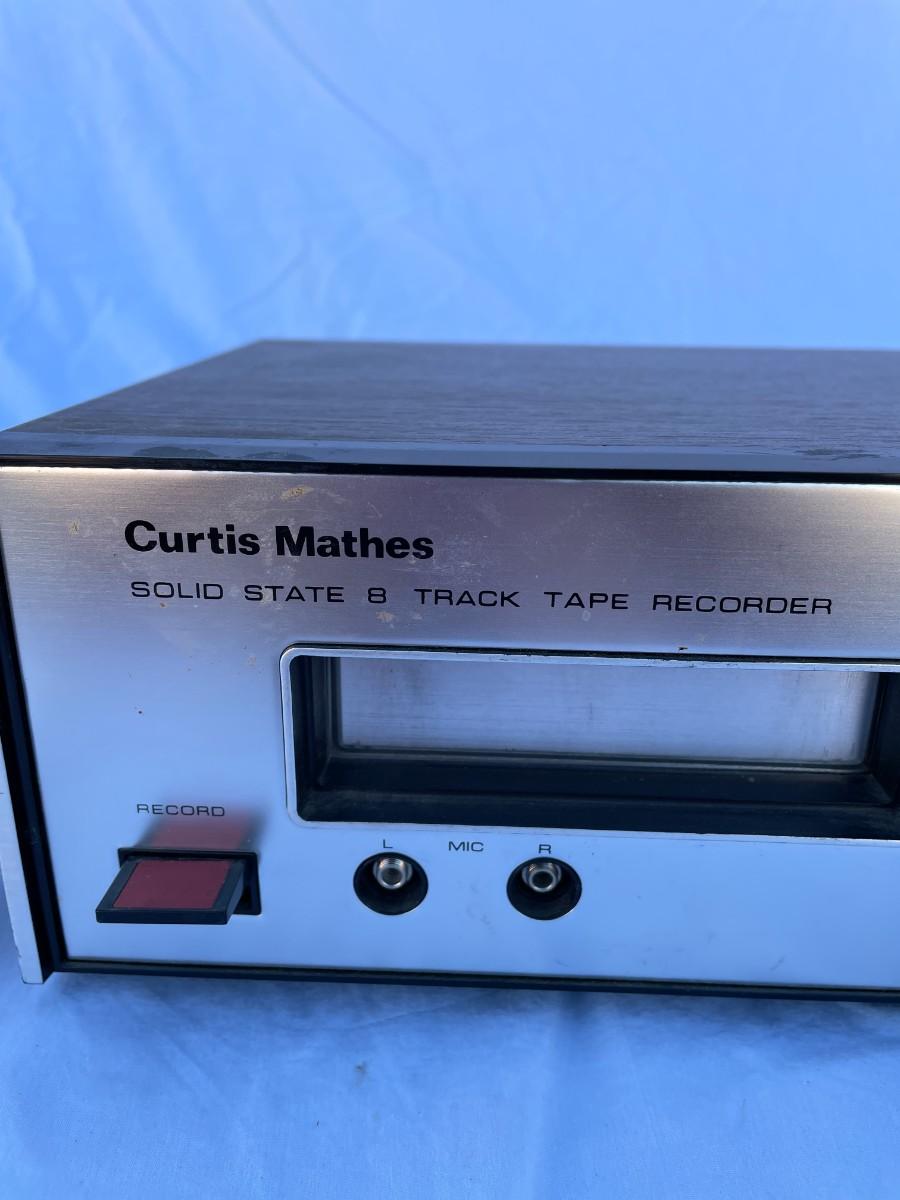 Curtis Mathes
SOLID STATE 8 TRACK TAPE RECORDER
RECORD
L MIC R